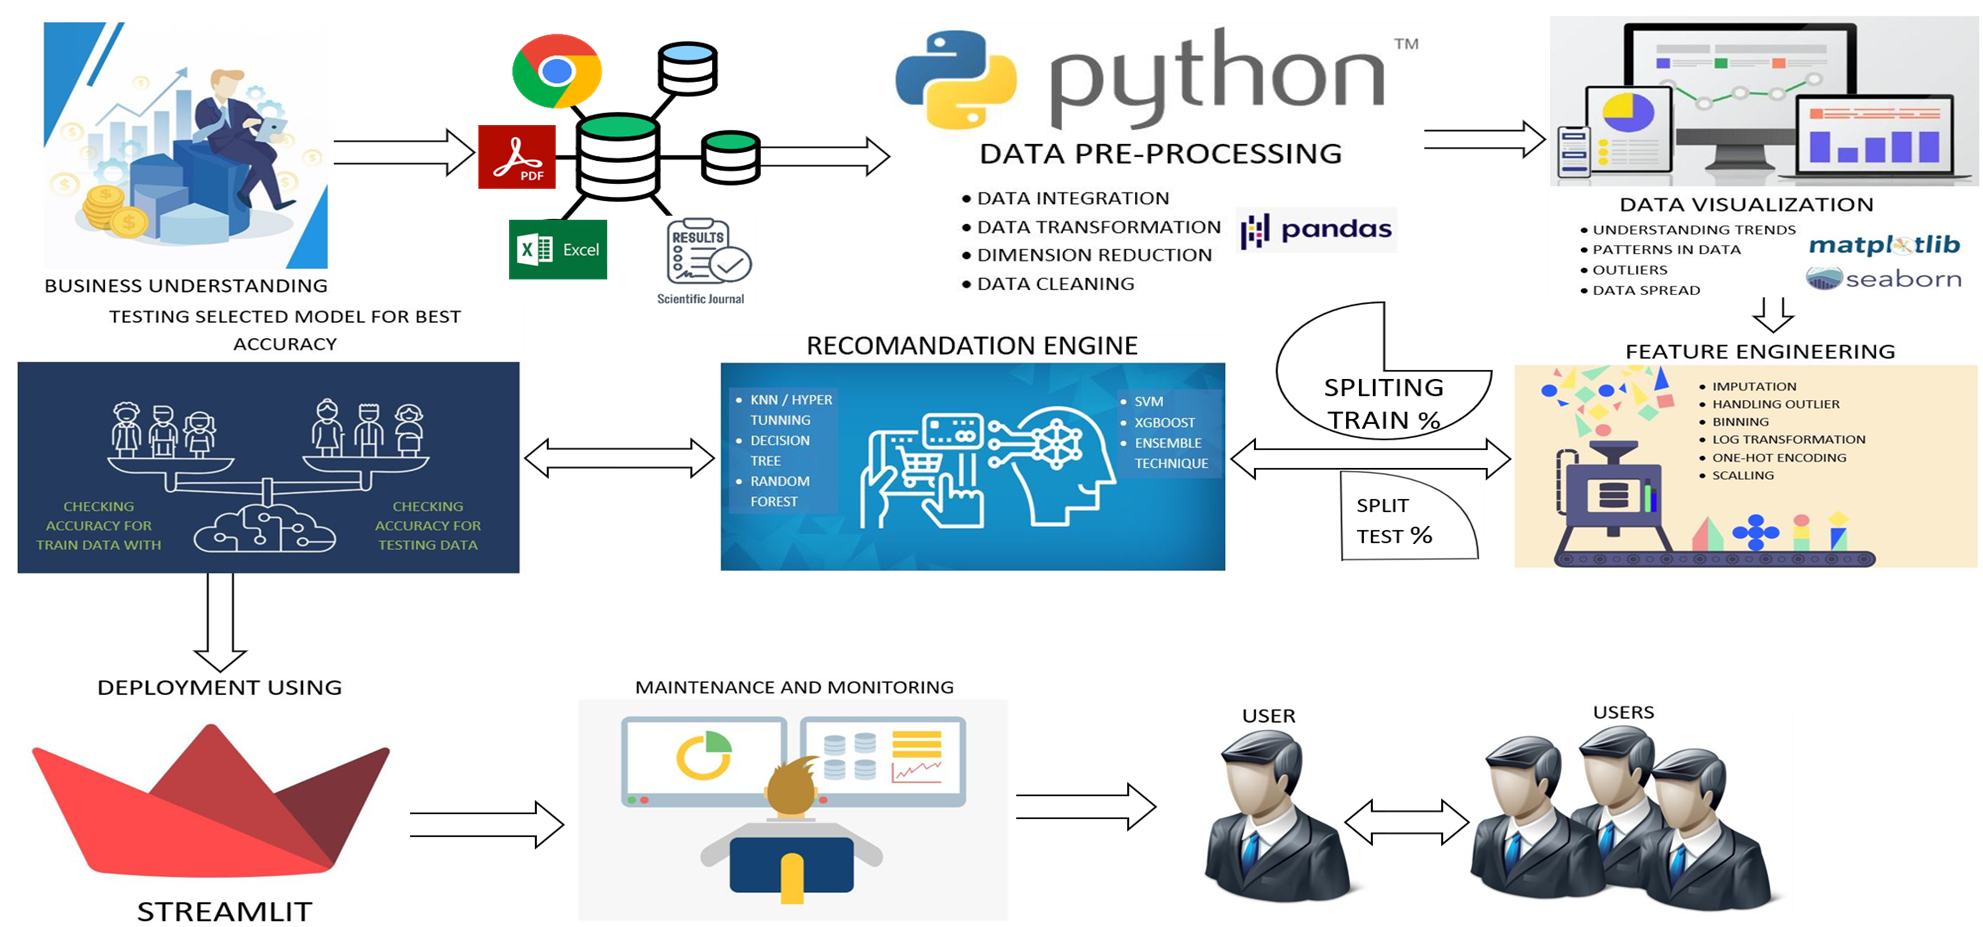 BUSINESS UNDERSTANDING
PDF
Excel
RESULTS
Scientific Journal
python
TM
DATA PRE-PROCESSING
• DATA INTEGRATION
• DATA TRANSFORMATION
• DIMENSION REDUCTION
• DATA CLEANING
pandas
DATA VISUALIZATION
• UNDERSTANDING TRENDS
• PATTERNS IN DATA
• OUTLIERS
• DATA SPREAD
matplotlib
seaborn
FEATURE ENGINEERING
• IMPUTATION
• HANDLING OUTLIER
• BINNING
• LOG TRANSFORMATION
• ONE-HOT ENCODING
• SCALLING
SPLITING
TRAIN %
SPLIT
TEST %
RECOMANDATION ENGINE
• KNN / HYPER
TUNNING
• DECISION
TREE
• RANDOM
FOREST
• SVM
• XGBOOST
• ENSEMBLE
TECHNIQUE
TESTING SELECTED MODEL FOR BEST
ACCURACY
CHECKING
ACCURACY FOR
TRAIN DATA WITH
CHECKING
ACCURACY FOR
TESTING DATA
DEPLOYMENT USING
STREAMLIT
MAINTENANCE AND MONITORING
USER
USERS